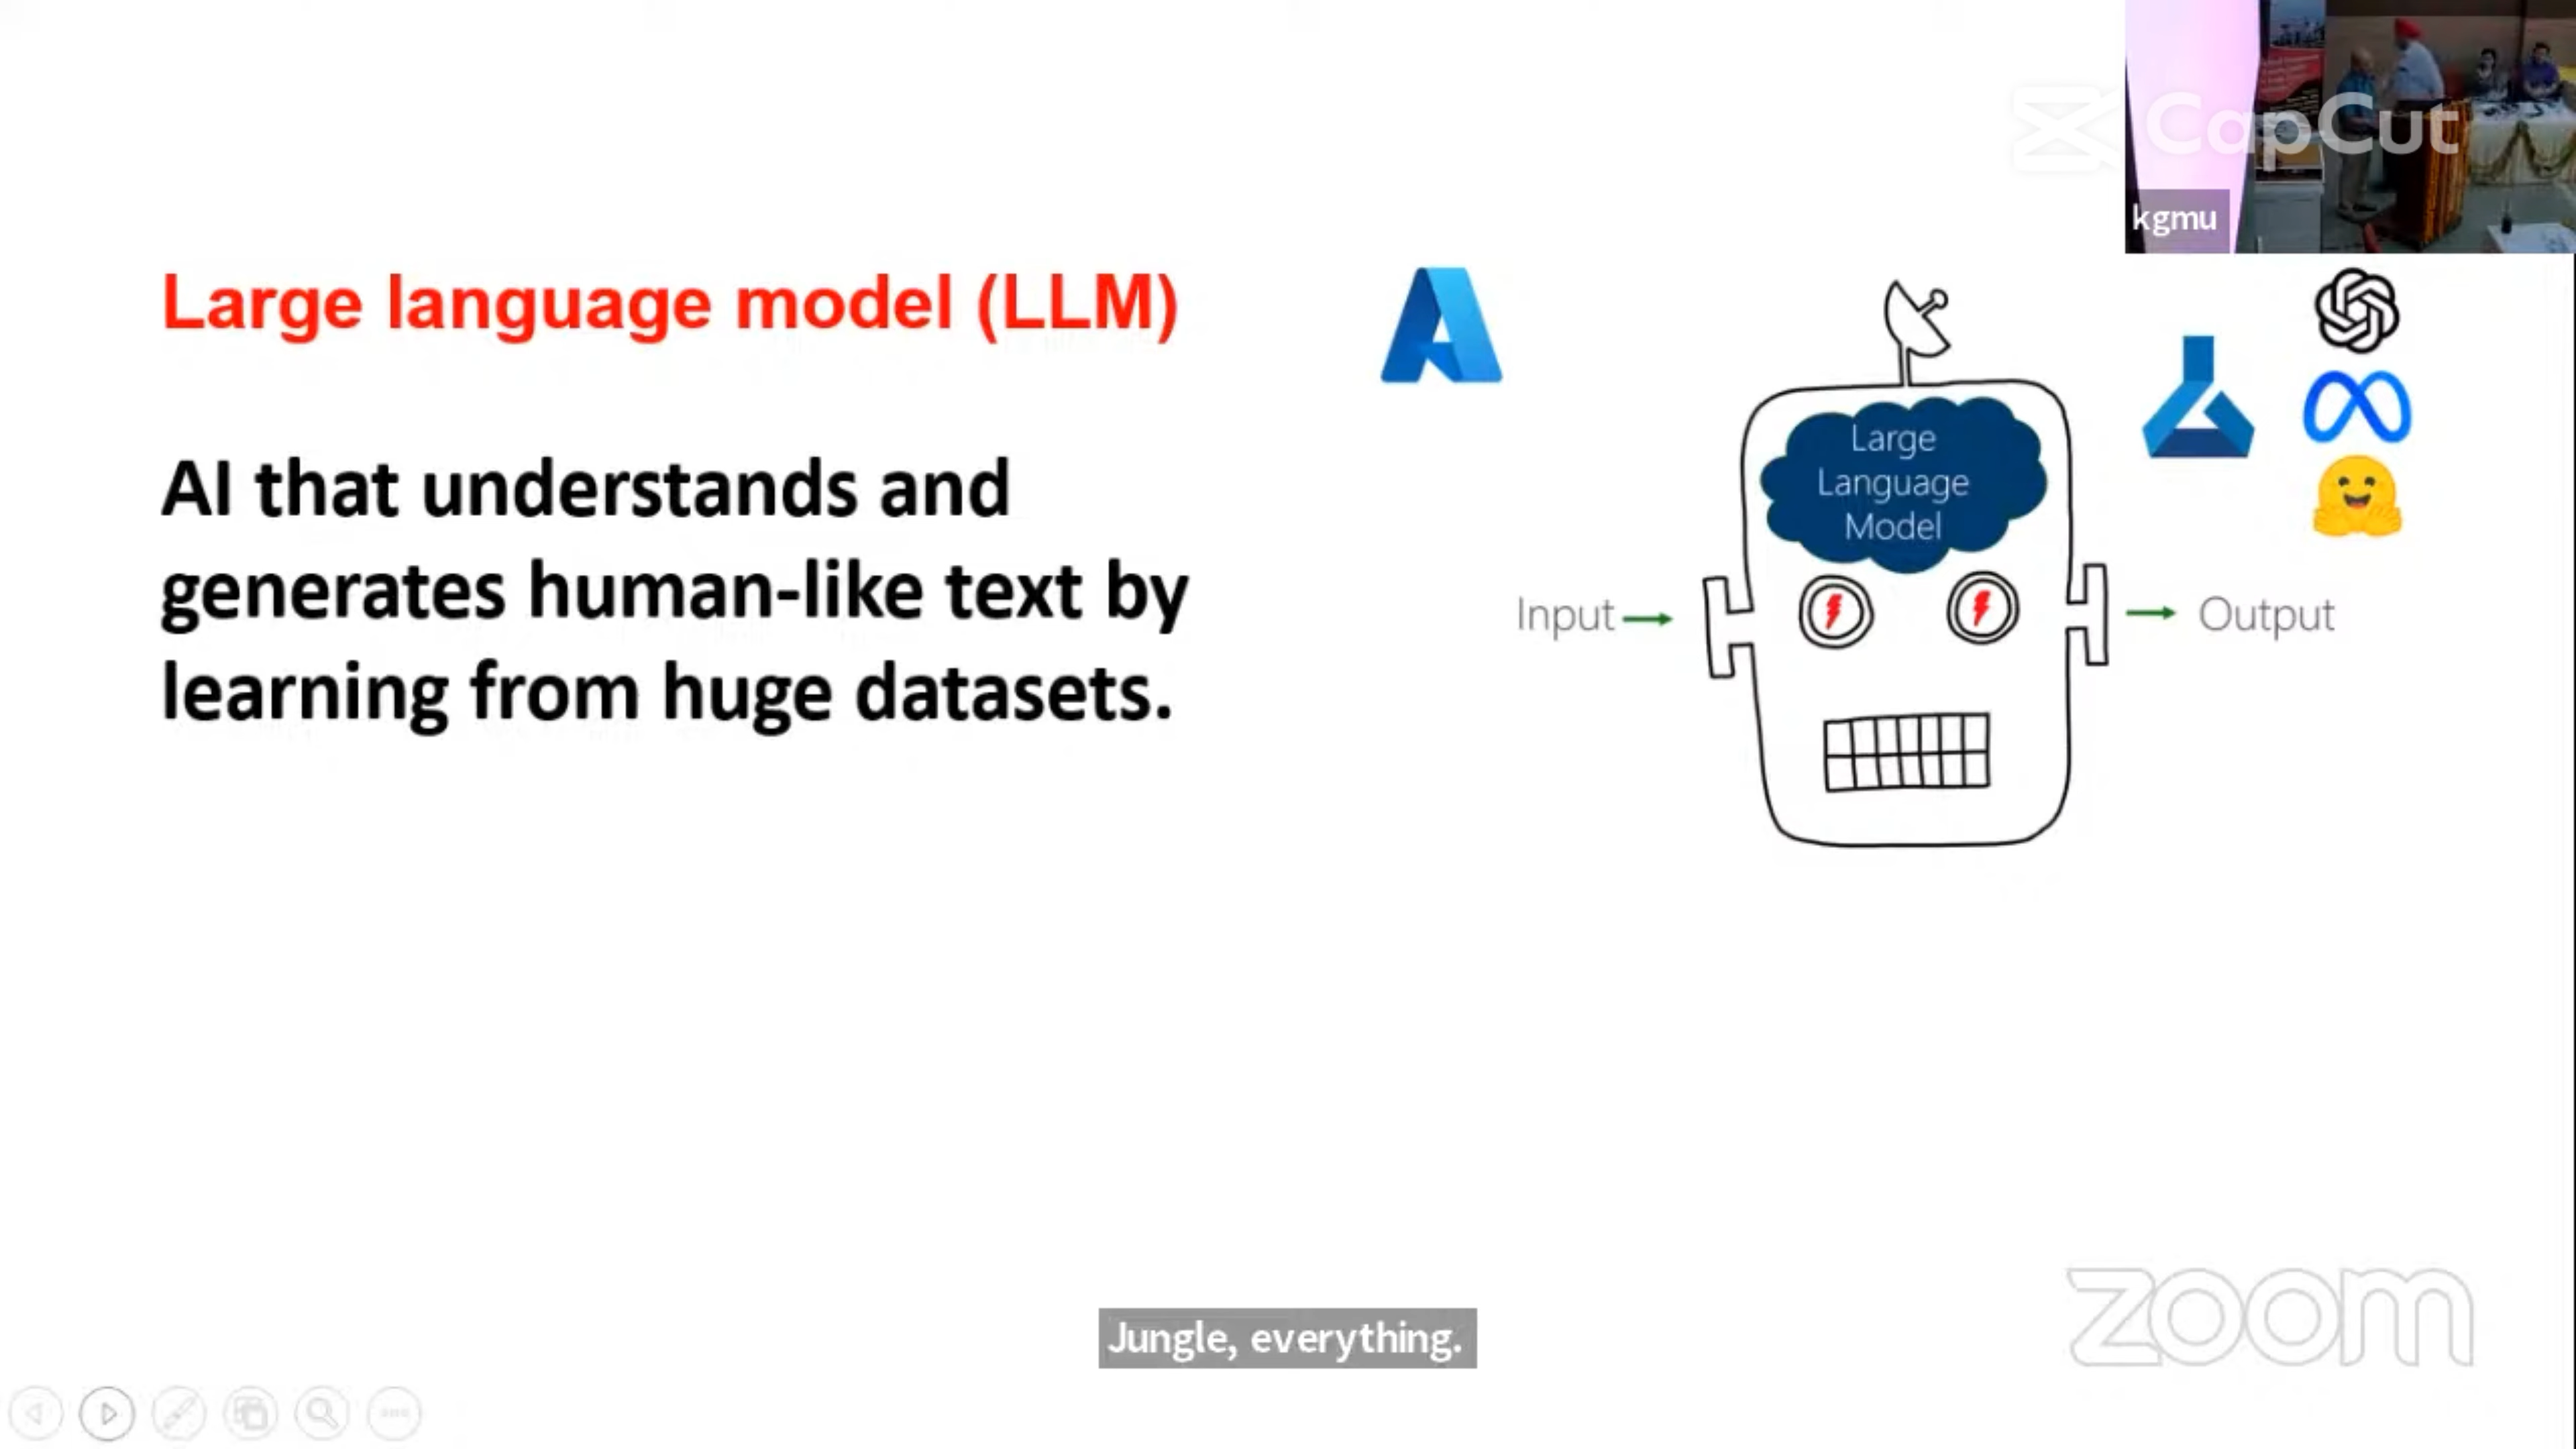 CapCut
kgmu
Large language model (LLM)
AI that understands and
generates human-like text by
learning from huge datasets.
Large
Language
Model
Input
Output
Jungle, everything.
zoom